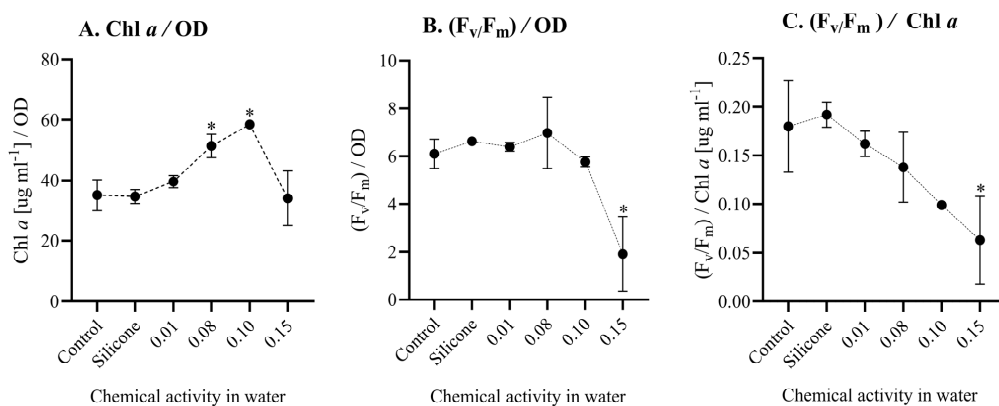 A. Chl a / OD
Chl a [ug ml⁻¹] / OD
80
60
40
20
0
Control
Silicone
0.01
0.08
0.10
0.15
*
*
Chemical activity in water
B. (Fv/Fm) / OD
(Fv/Fm) / OD
10
8
6
4
2
0
Control
Silicone
0.01
0.08
0.10
0.15
*
Chemical activity in water
C. (Fv/Fm ) / Chl a
(Fv/Fm) / Chl a [ug ml⁻¹]
0.25
0.20
0.15
0.10
0.05
0.00
Control
Silicone
0.01
0.08
0.10
0.15
*
Chemical activity in water